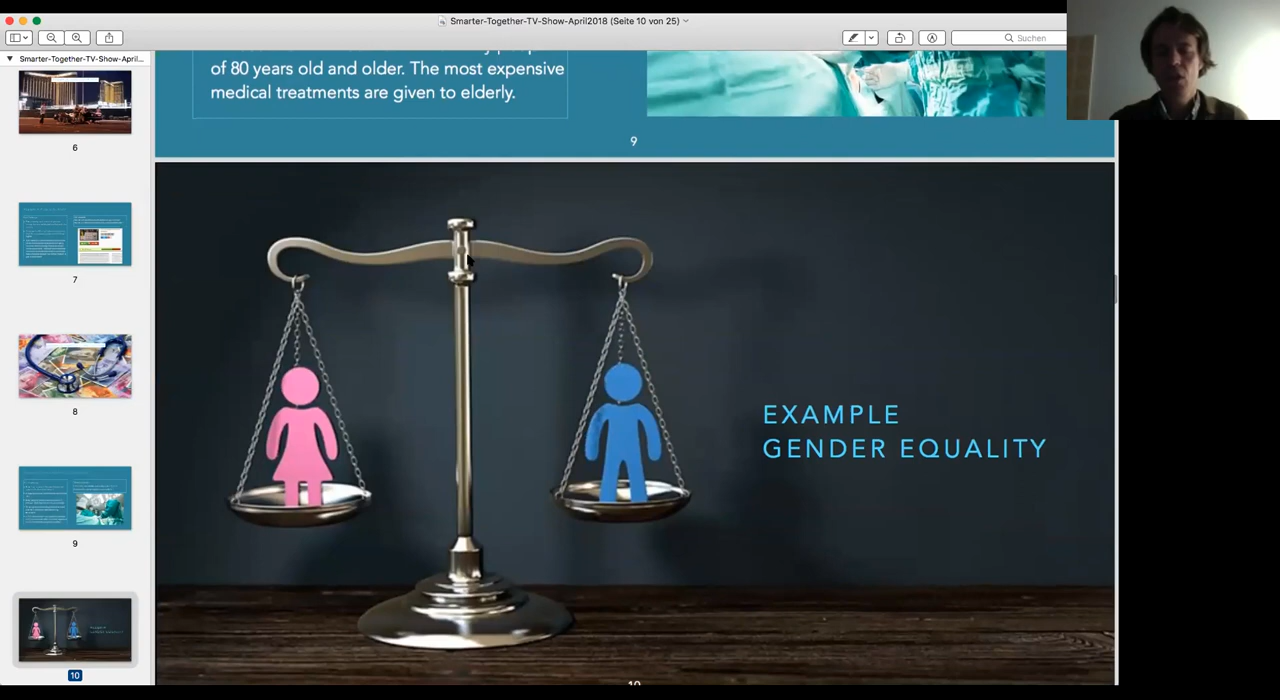 Smarter-Together-TV-Show-April2018 (Seite 10 von 25)
Suchen
Smarter-Together-TV-Show-April...
6
7
8
9
10
of 80 years old and older. The most expensive
medical treatments are given to elderly.
9
EXAMPLE
GENDER EQUALITY